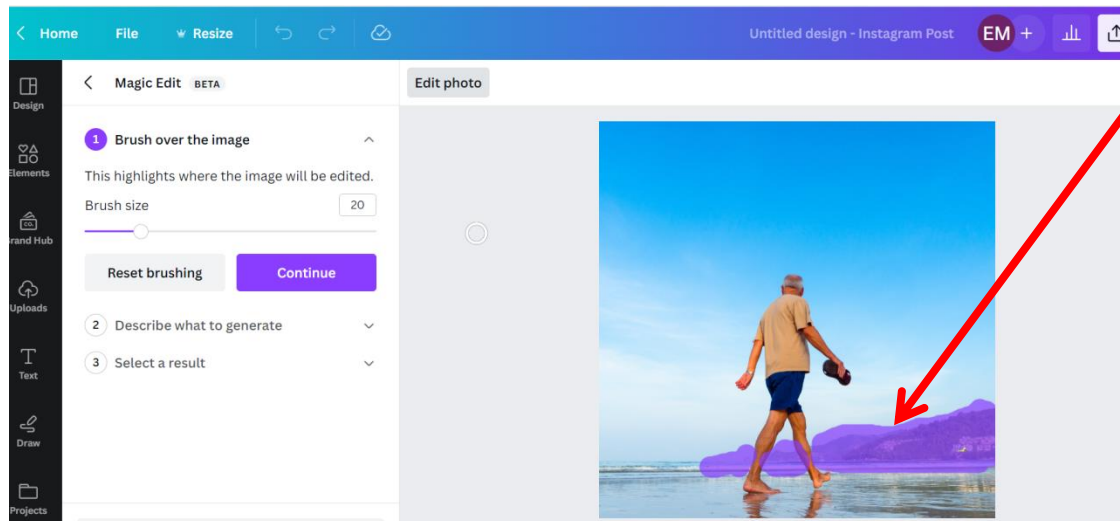 Home File Resize Untitled design - Instagram Post EM +
Design
Elements
Brand Hub
CO.
Uploads
Text
Draw
Projects
Magic Edit BETA
1 Brush over the image
This highlights where the image will be edited.
Brush size 20
Reset brushing Continue
2 Describe what to generate
3 Select a result
Edit photo